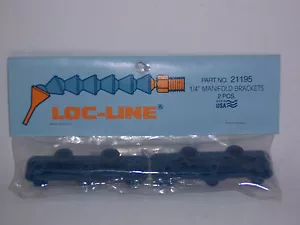 PART NO. 21195
1/4" MANIFOLD BRACKETS
2 PCS.
USA
LOC-LINE®